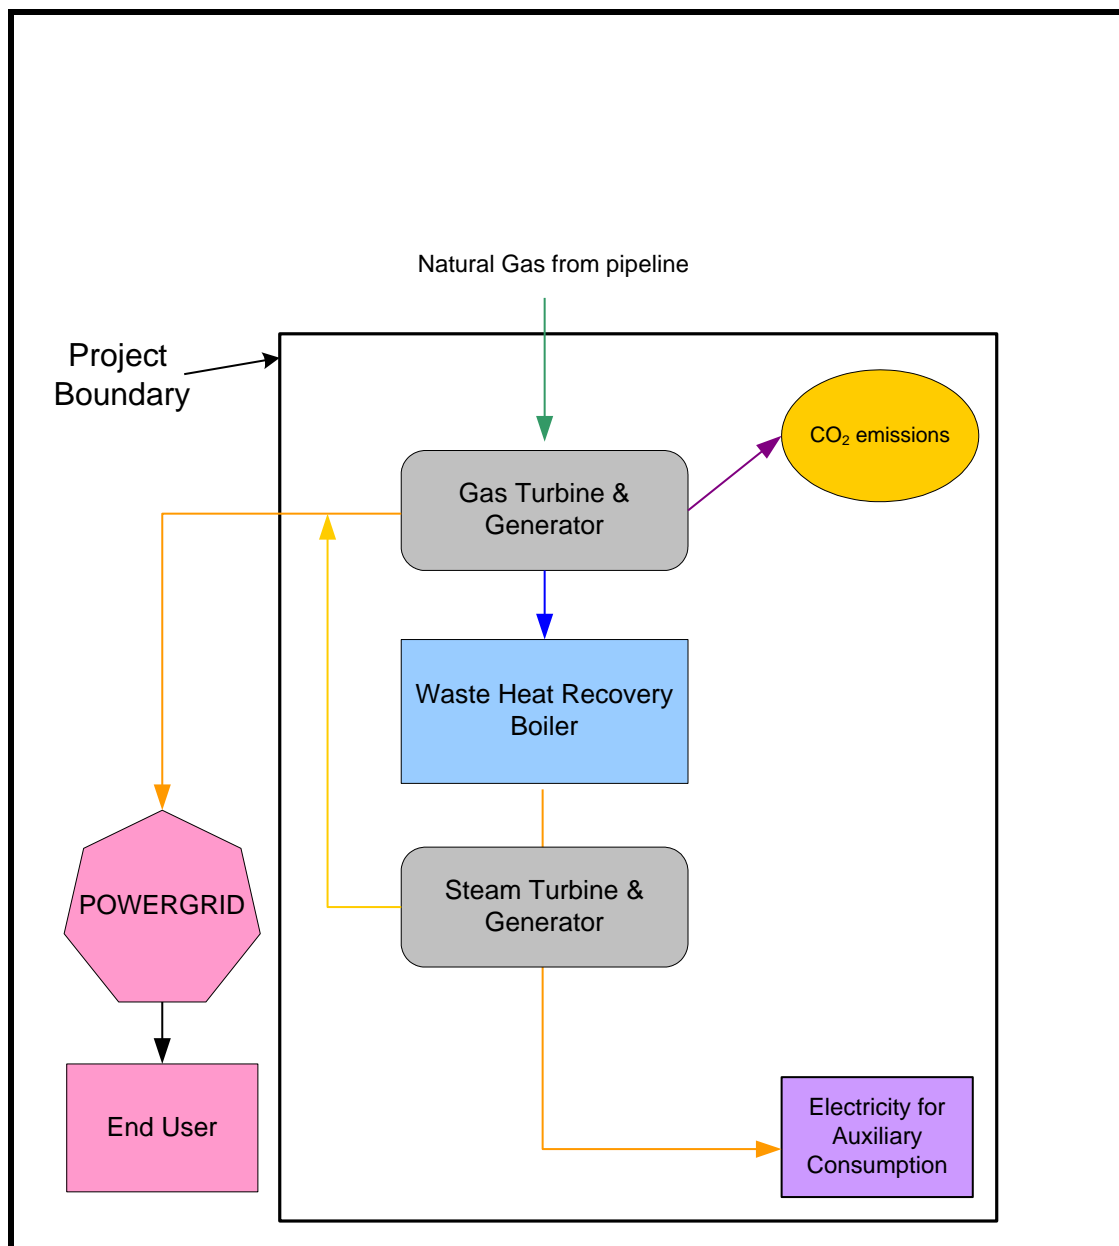 Natural Gas from pipeline
Project
Boundary
CO₂ emissions
Gas Turbine &
Generator
Waste Heat Recovery
Boiler
Steam Turbine &
Generator
POWERGRID
End User
Electricity for
Auxiliary
Consumption